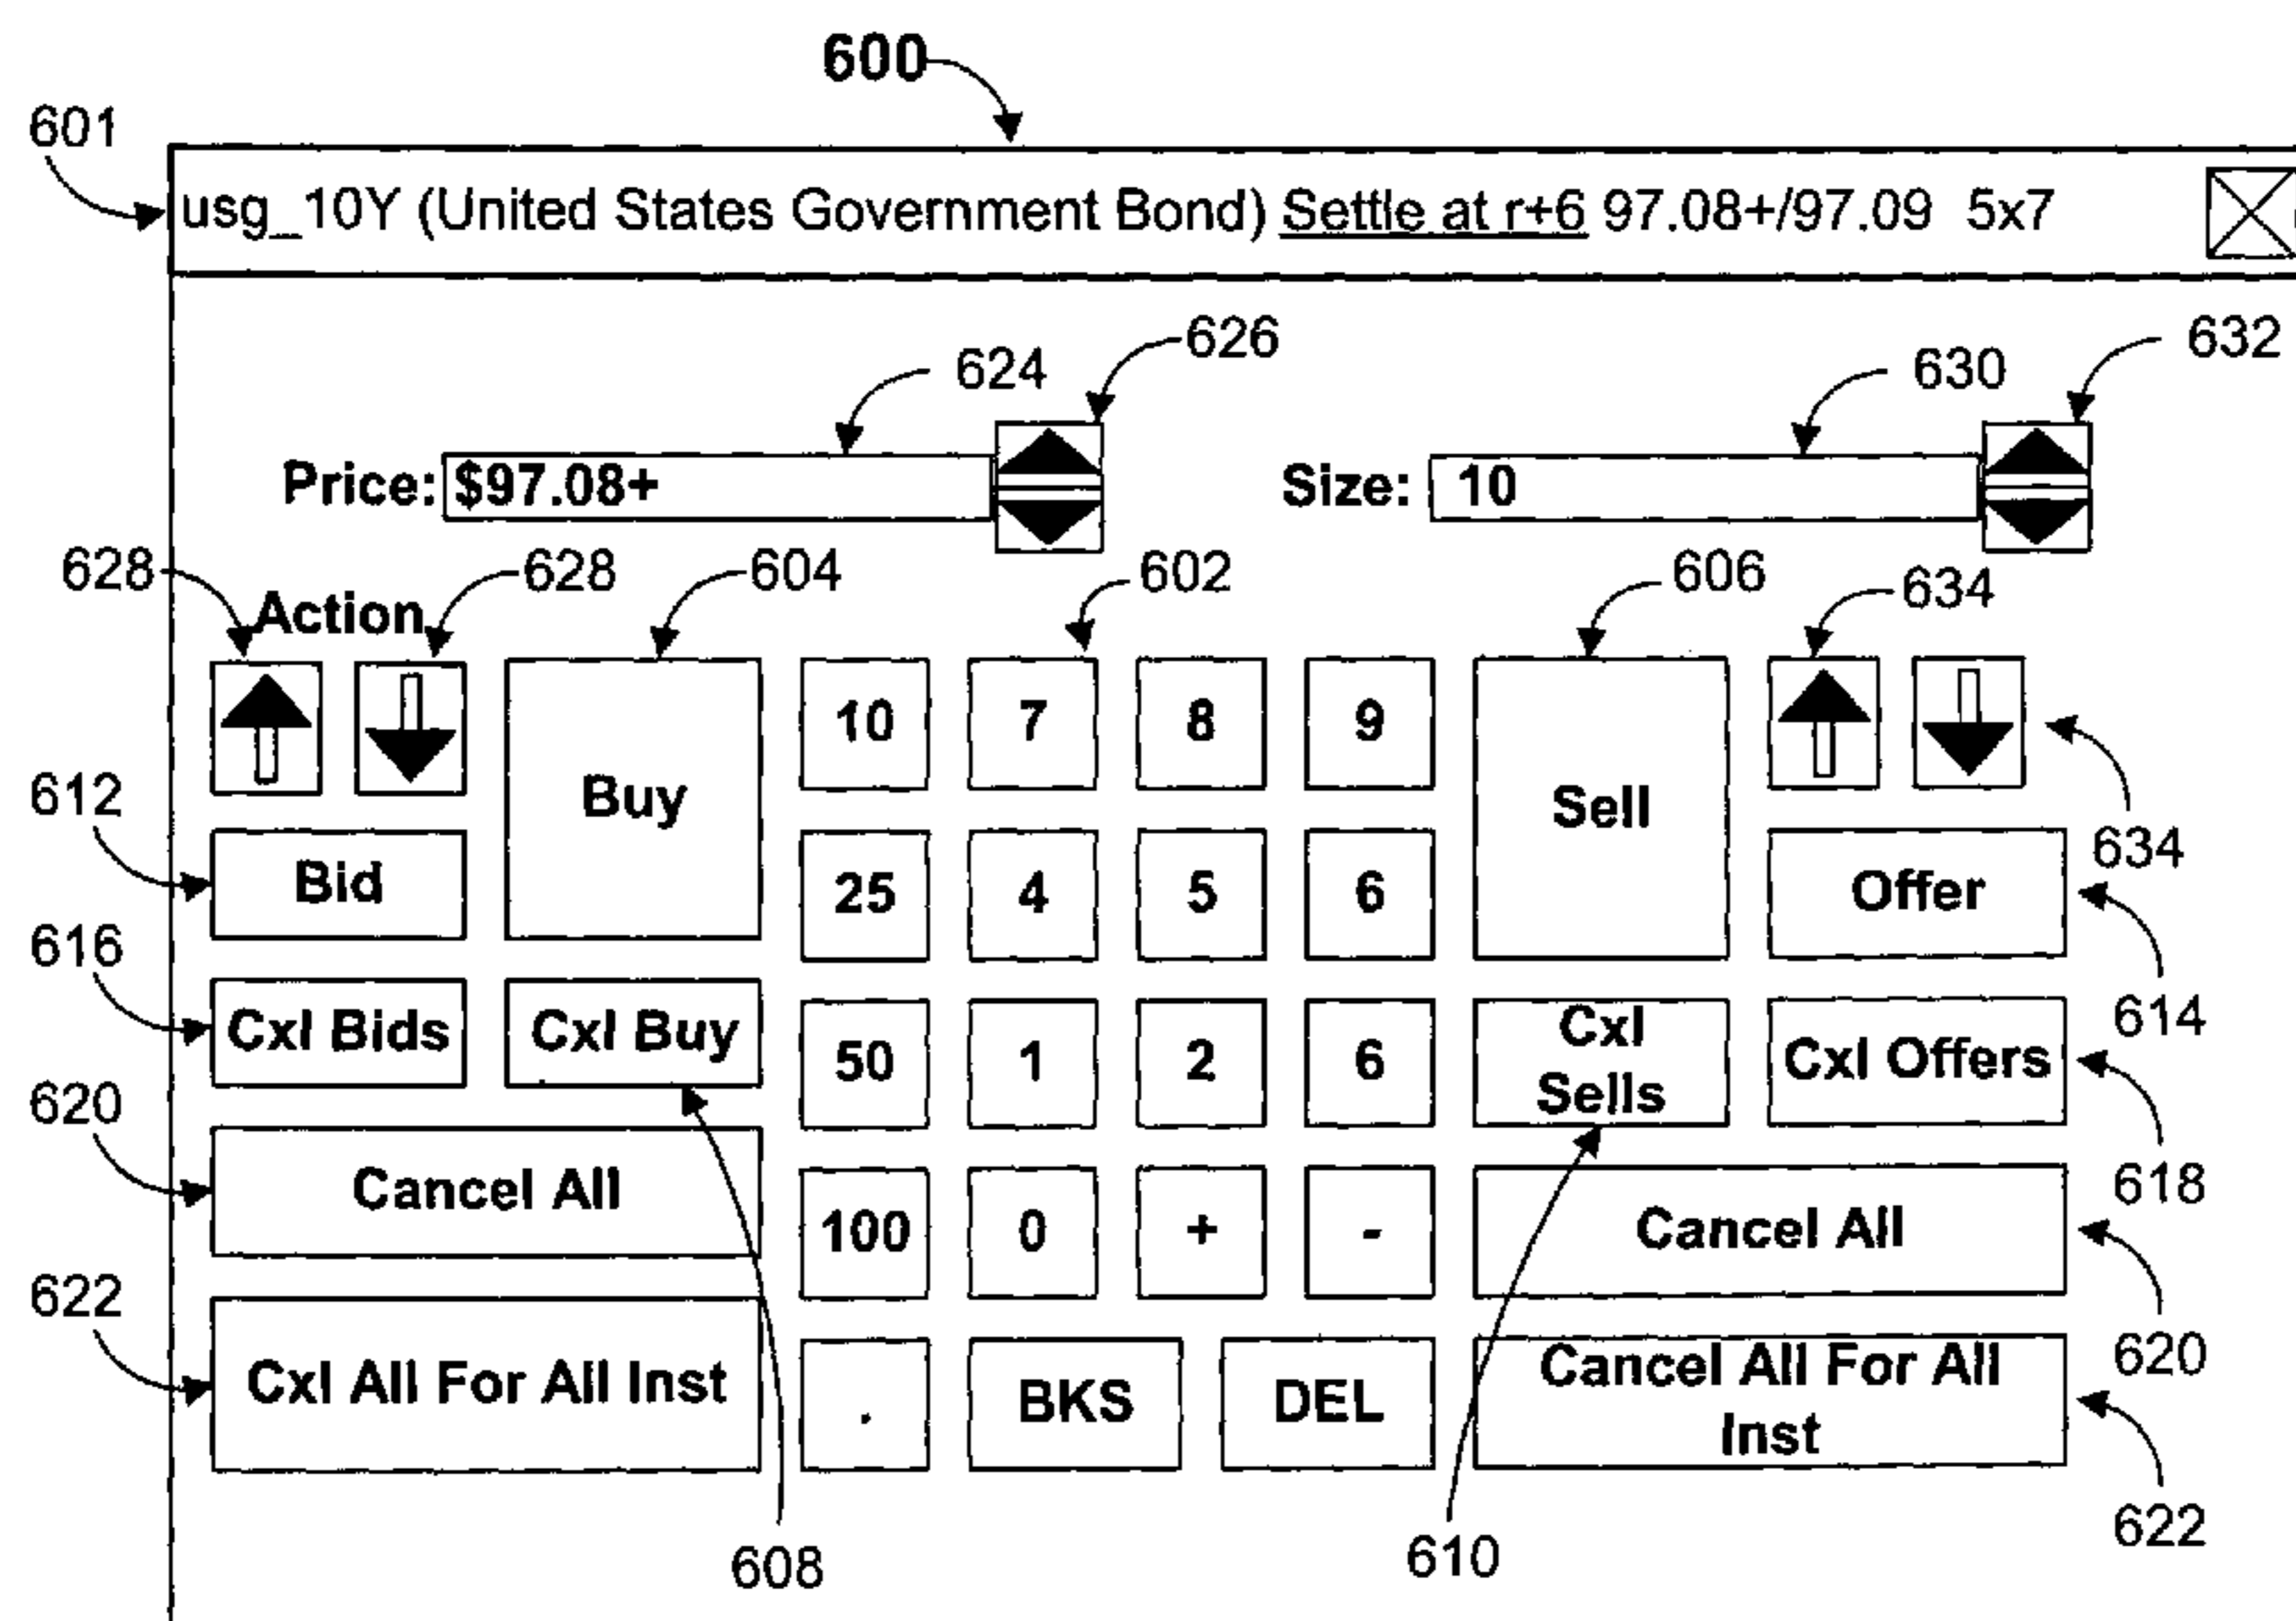 600
601
usg_10Y (United States Government Bond) Settle at r+6 97.08+/97.09 5x7
624
626
630
632
Price: $97.08+
Size: 10
628
628
604
602
606
634
Action
Buy
10
7
8
9
Sell
634
612
Bid
25
4
5
6
Offer
614
616
Cxl Bids
Cxl Buy
50
1
2
6
Cxl
Sells
Cxl Offers
618
620
Cancel All
100
0
+
-
Cancel All
620
622
Cxl All For All Inst
.
BKS
DEL
Cancel All For All
Inst
622
608
610